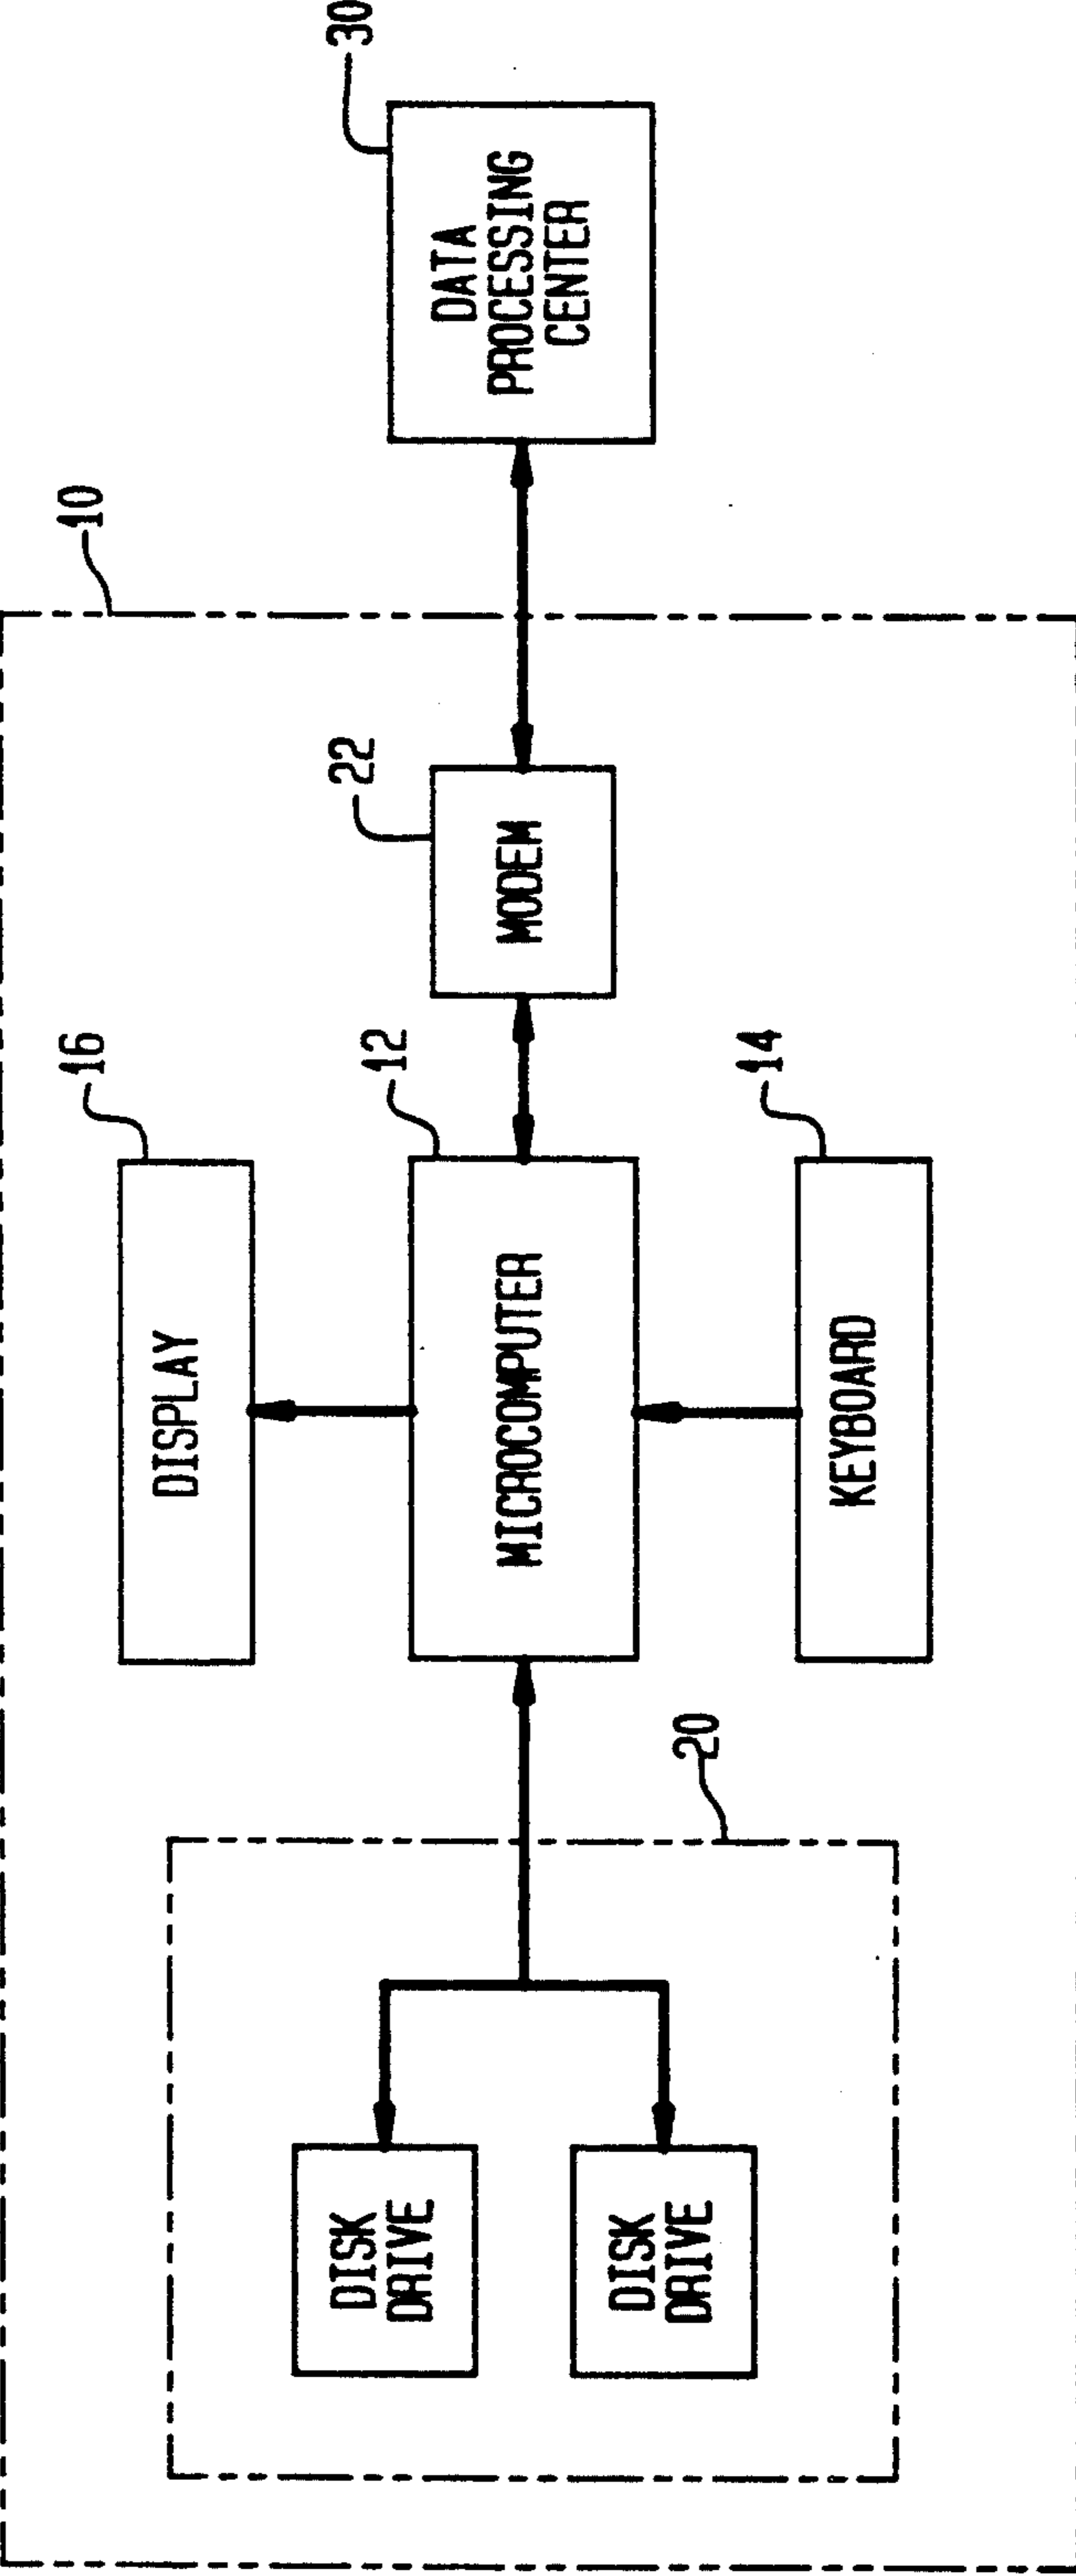 10
16
DISPLAY
20
DISK
DRIVE
DISK
DRIVE
12
MICROCOMPUTER
22
MODEM
30
DATA
PROCESSING
CENTER
14
KEYBOARD